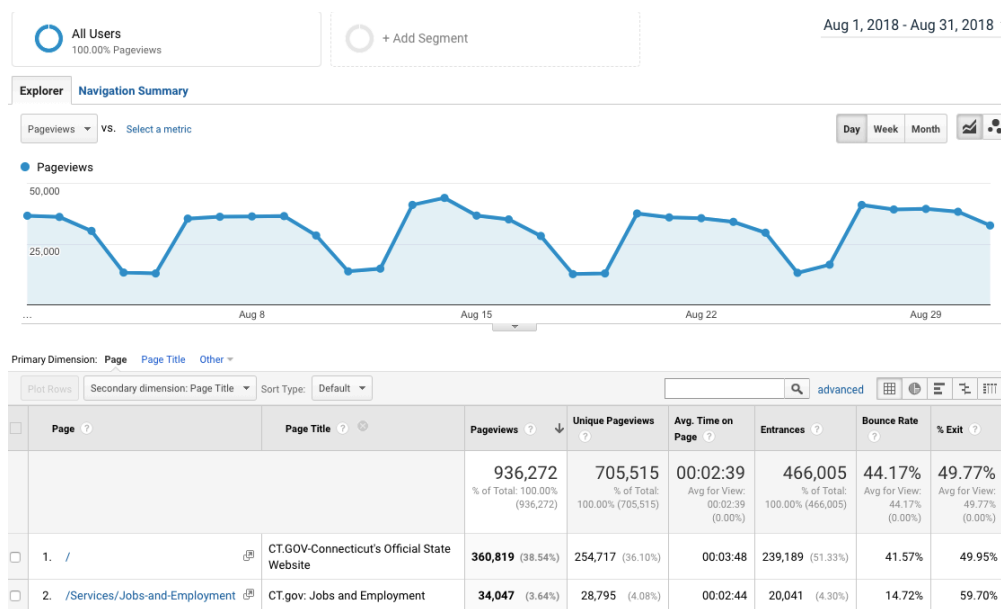 All Users
100.00% Pageviews
+ Add Segment
Aug 1, 2018 - Aug 31, 2018
Explorer Navigation Summary
Pageviews VS. Select a metric
Day Week Month
Pageviews
50,000
25,000
... Aug 8 Aug 15 Aug 22 Aug 29
Primary Dimension: Page Page Title Other
Plot Rows Secondary dimension: Page Title Sort Type: Default advanced
Page ? Page Title ? Pageviews ? Unique Pageviews ? Avg. Time on Page ? Entrances ? Bounce Rate ? % Exit ?
936,272 705,515 00:02:39 466,005 44.17% 49.77%
% of Total: 100.00% (936,272) % of Total: 100.00% (705,515) Avg for View: 00:02:39 (0.00%) % of Total: 100.00% (466,005) Avg for View: 44.17% (0.00%) Avg for View: 49.77% (0.00%)
1. / CT.GOV-Connecticut's Official State Website 360,819 (38.54%) 254,717 (36.10%) 00:03:48 239,189 (51.33%) 41.57% 49.95%
2. /Services/Jobs-and-Employment CT.gov: Jobs and Employment 34,047 (3.64%) 28,795 (4.08%) 00:02:44 20,041 (4.30%) 14.72% 59.70%